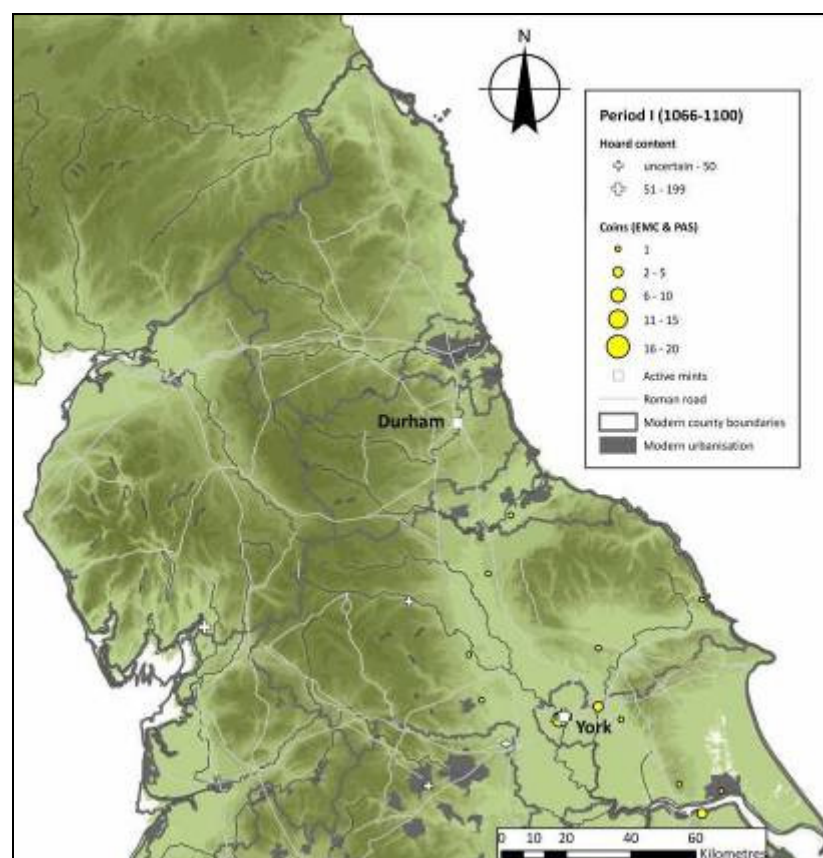 N
Period I (1066-1100)
Hoard content
uncertain - 50
51 - 199
Coins (EMC & PAS)
1
2 - 5
6 - 10
11 - 15
16 - 20
Active mints
Roman road
Modern county boundaries
Modern urbanisation
Durham
York
0 10 20 40 60
Kilometres